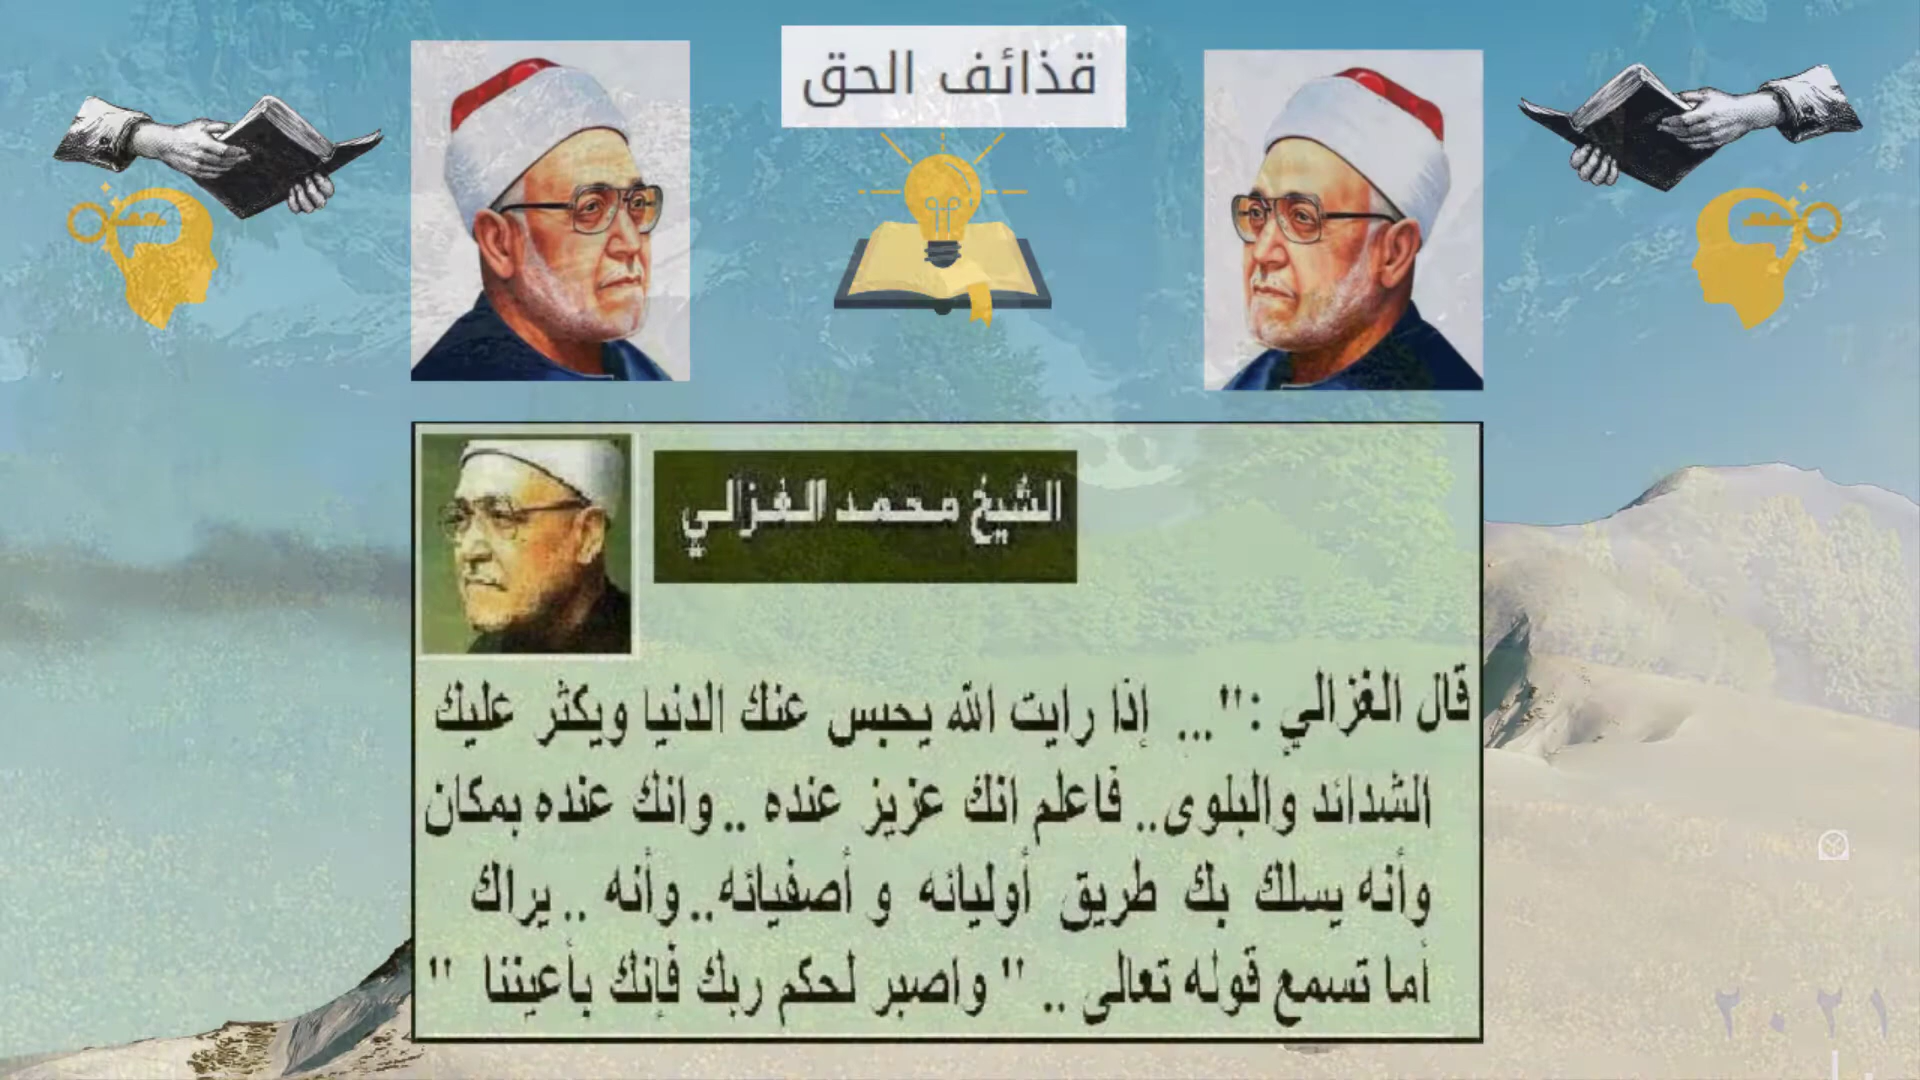 قذائف الحق
الشيخ محمد الغزالي
قال الغزالي :"... إذا رايت الله يحبس عنك الدنيا ويكثر عليك
الشدائد والبلوى.. فاعلم انك عزيز عنده .. وانك عنده بمكان
وأنه يسلك بك طريق أوليائه و أصفيائه.. وأنه .. يراك
أما تسمع قوله تعالى .. " واصبر لحكم ربك فإنك بأعيننا "
٢٠٢١